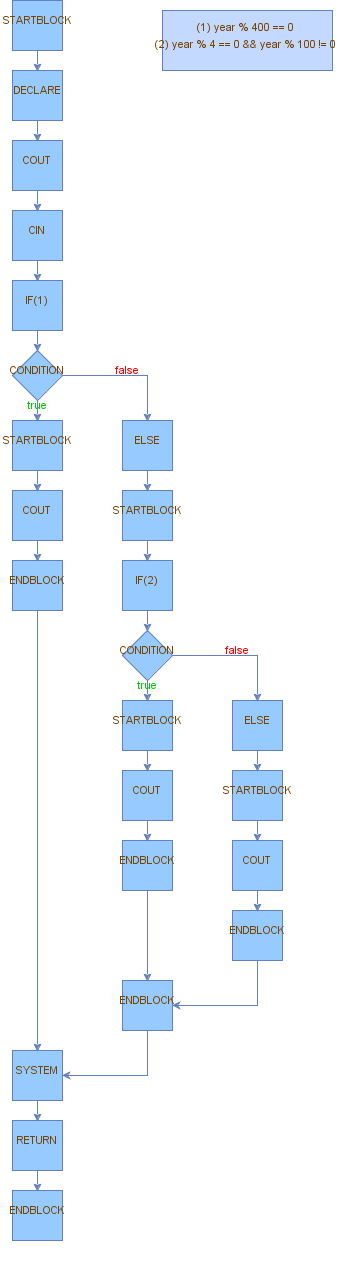 STARTBLOCK
(1) year % 400 == 0
(2) year % 4 == 0 && year % 100 != 0
DECLARE
COUT
CIN
IF(1)
CONDITION
false
true
STARTBLOCK
ELSE
COUT
STARTBLOCK
ENDBLOCK
IF(2)
CONDITION
false
true
STARTBLOCK
ELSE
COUT
STARTBLOCK
ENDBLOCK
COUT
ENDBLOCK
ENDBLOCK
SYSTEM
RETURN
ENDBLOCK